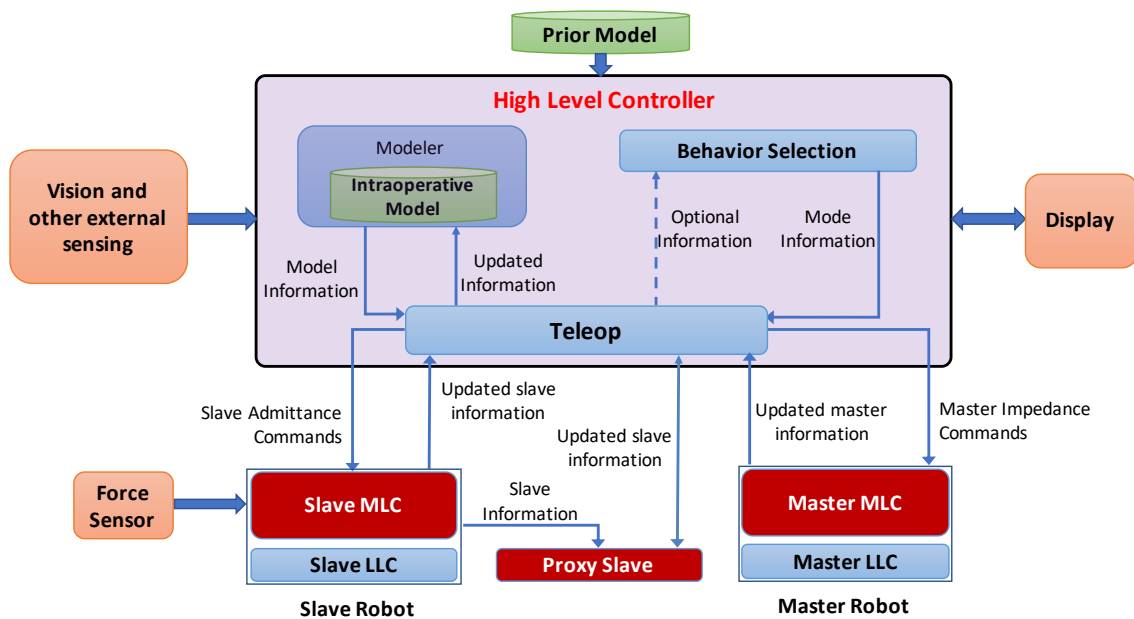 Prior Model
High Level Controller
Modeler
Intraoperative
Model
Behavior Selection
Vision and
other external
sensing
Display
Optional
Information
Mode
Information
Model
Information
Updated
Information
Teleop
Slave Admittance
Commands
Updated slave
information
Updated slave
information
Updated master
information
Master Impedance
Commands
Force
Sensor
Slave MLC
Slave
Information
Master MLC
Slave LLC
Proxy Slave
Master LLC
Slave Robot
Master Robot